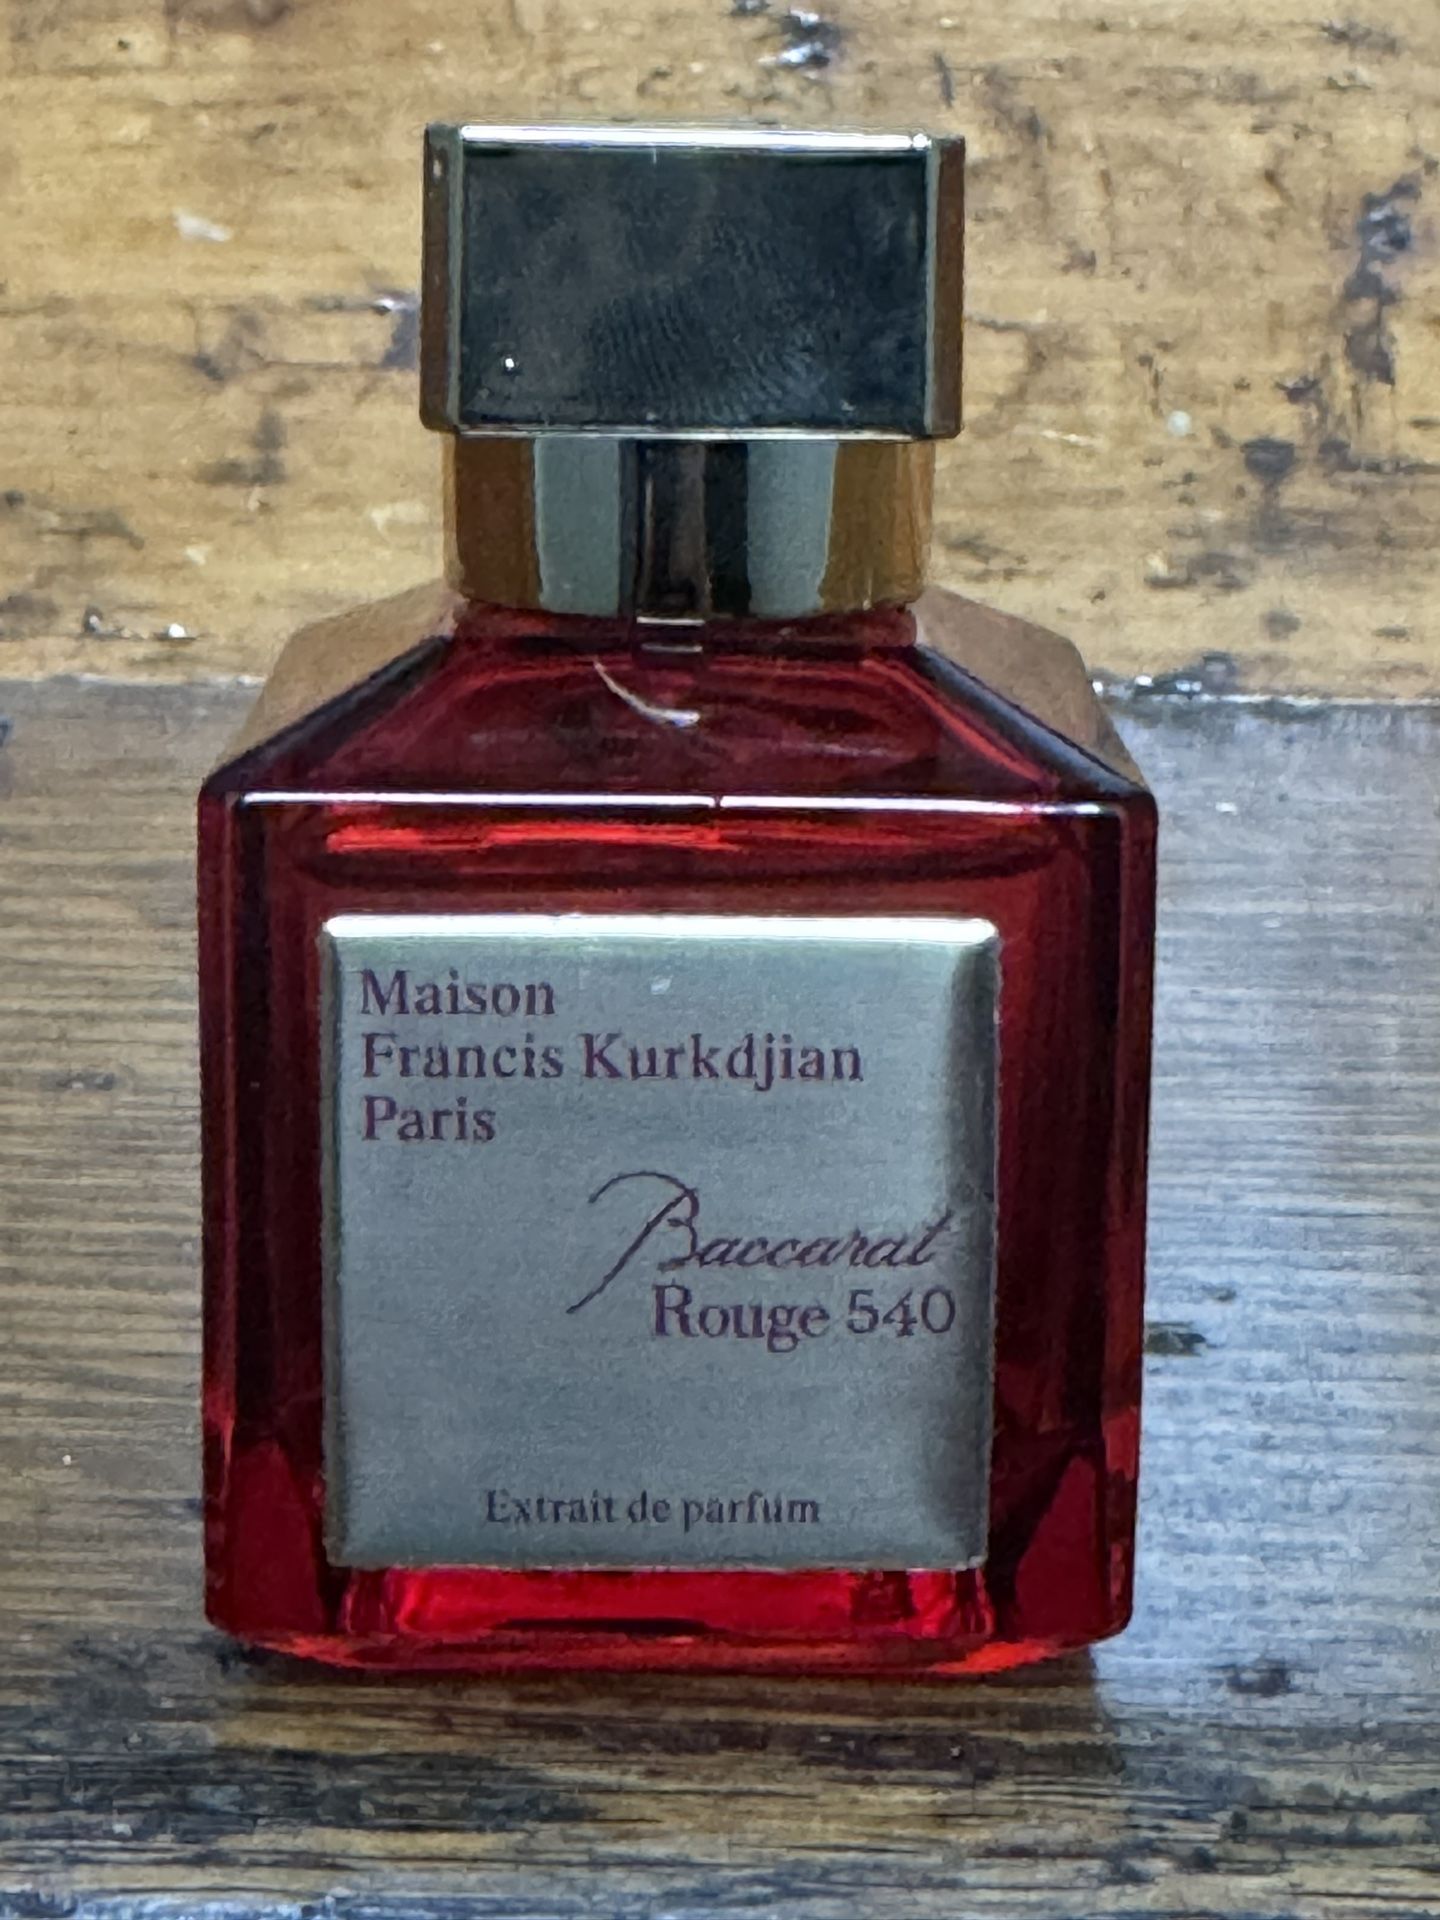 Maison
Francis Kurkdjian
Paris
Baccarat
Rouge 540
Extrait de parfum